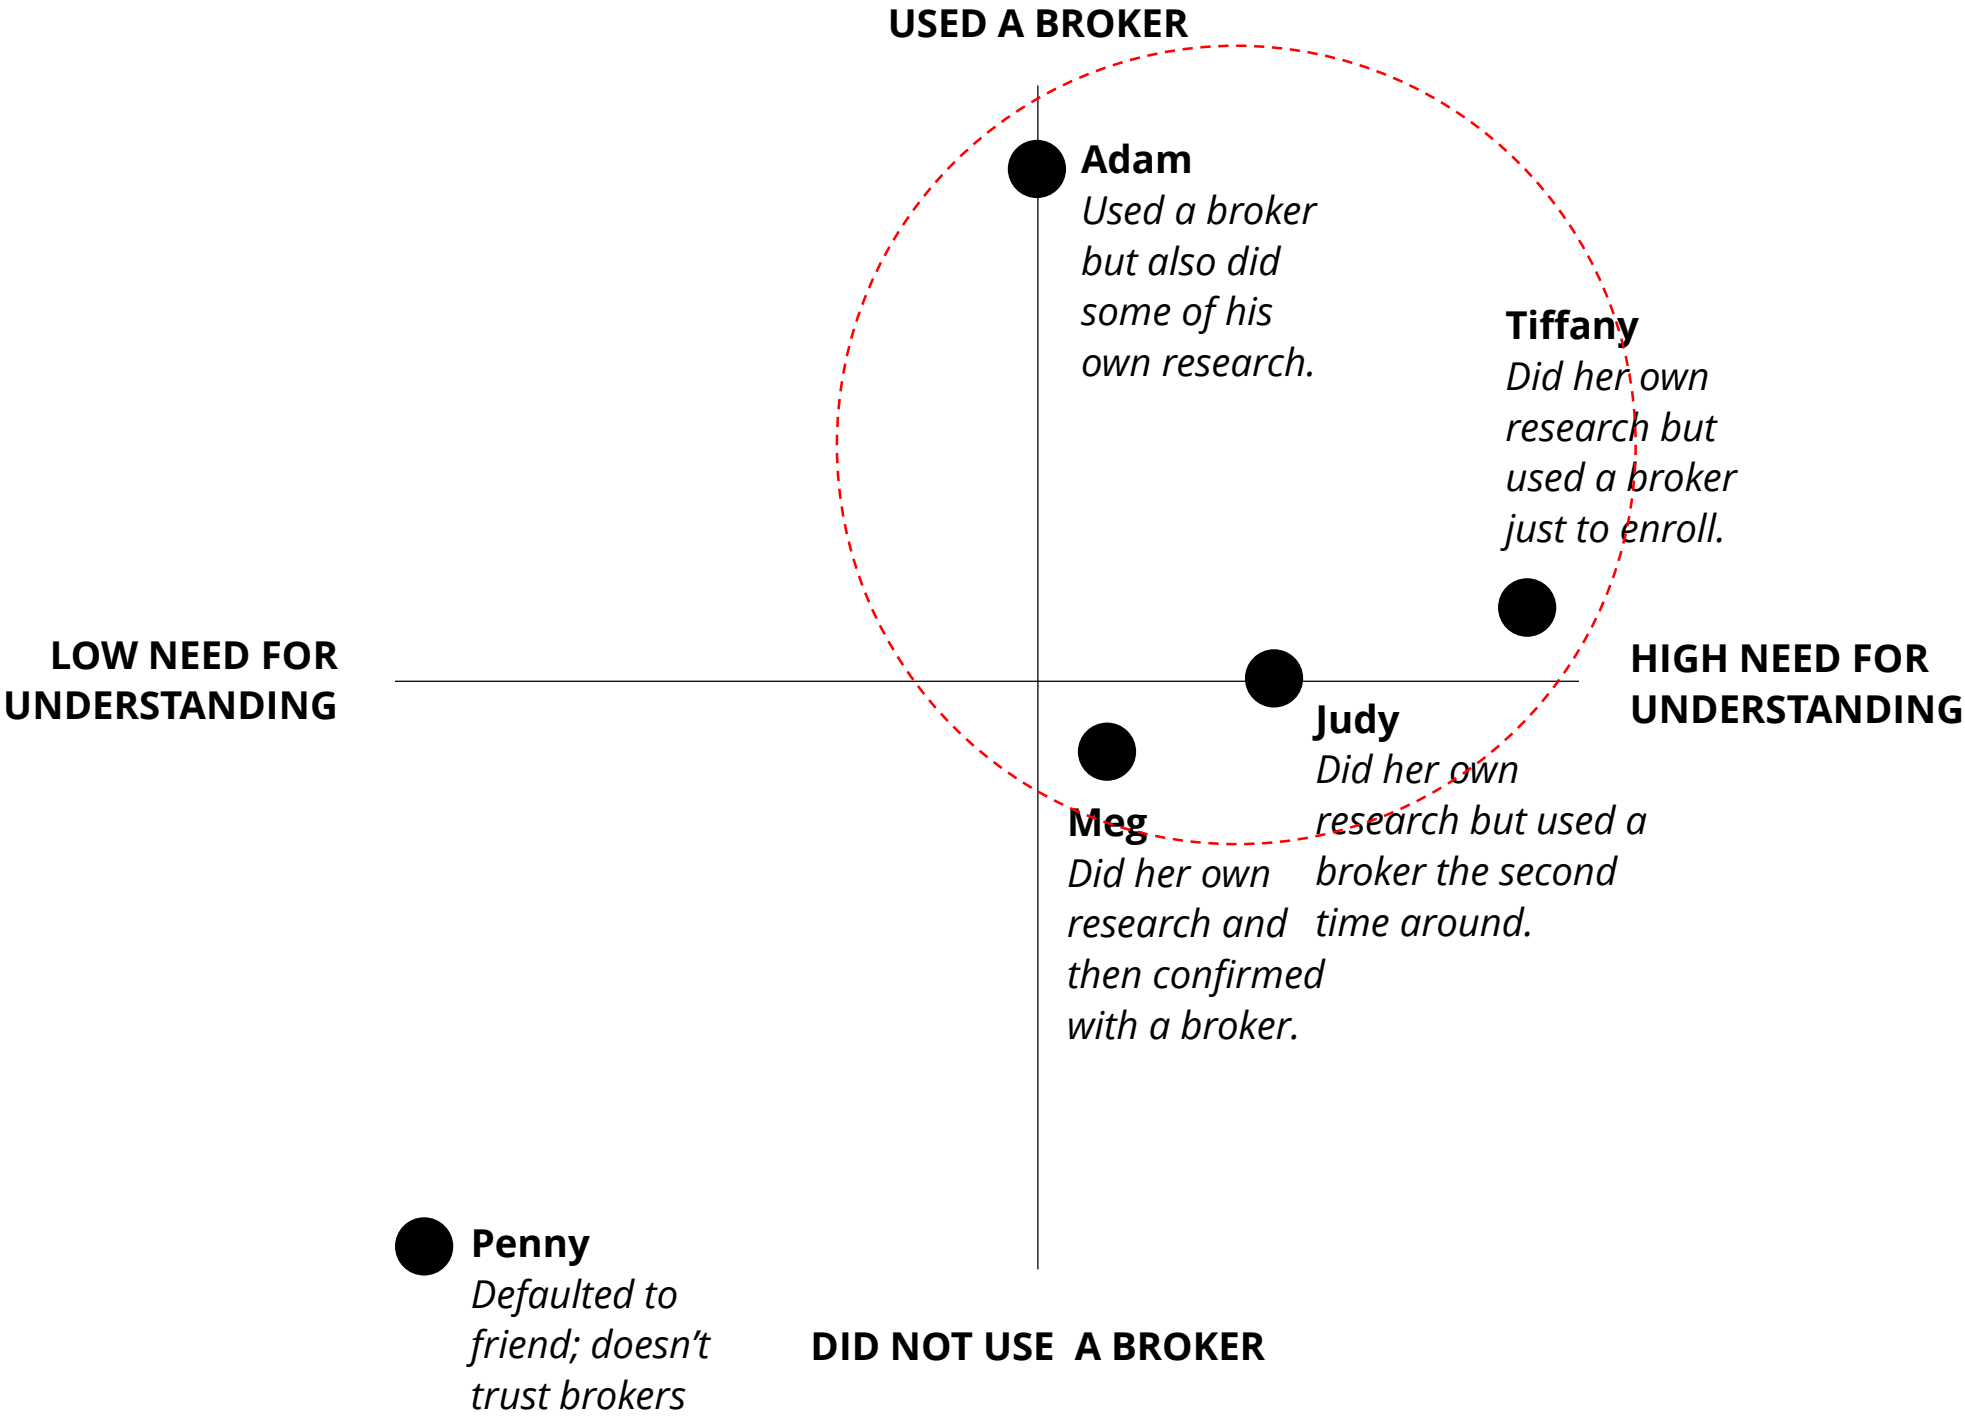 USED A BROKER
Adam
Used a broker
but also did
some of his
own research.
Tiffany
Did her own
research but
used a broker
just to enroll.
LOW NEED FOR
UNDERSTANDING
HIGH NEED FOR
UNDERSTANDING
Judy
Did her own
research but used a
broker the second
time around.
Meg
Did her own
research and
then confirmed
with a broker.
Penny
Defaulted to
friend; doesn’t
trust brokers
DID NOT USE  A BROKER